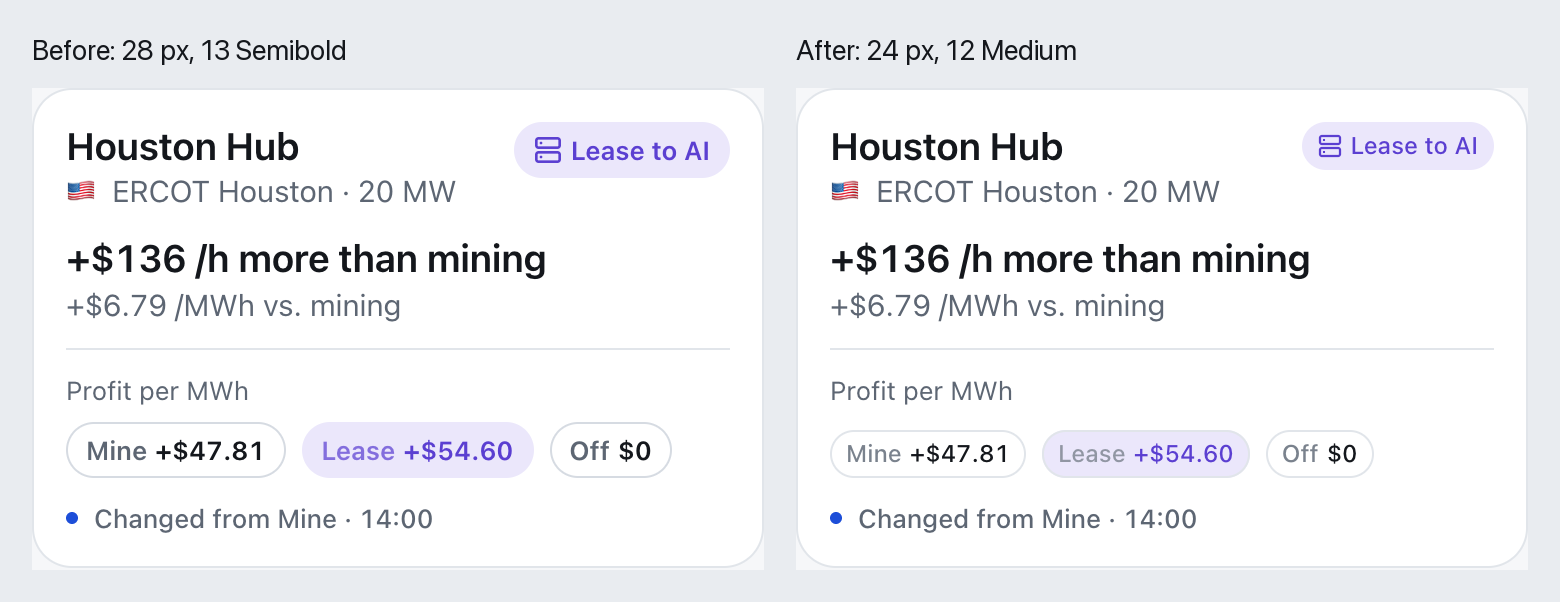 Before: 28 px, 13 Semibold
Houston Hub
Lease to AI
ERCOT Houston · 20 MW
+$136 /h more than mining
+$6.79 /MWh vs. mining
Profit per MWh
Mine +$47.81
Lease +$54.60
Off $0
Changed from Mine · 14:00
After: 24 px, 12 Medium
Houston Hub
Lease to AI
ERCOT Houston · 20 MW
+$136 /h more than mining
+$6.79 /MWh vs. mining
Profit per MWh
Mine +$47.81
Lease +$54.60
Off $0
Changed from Mine · 14:00